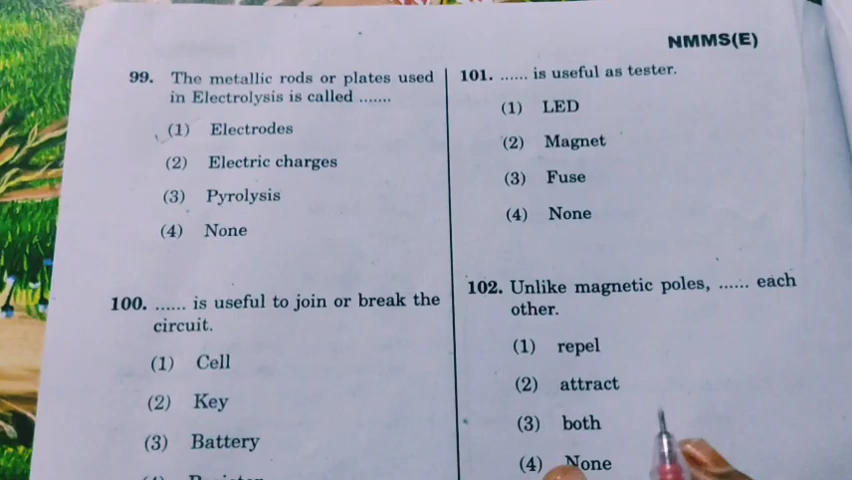 NMMS(E)
99. The metallic rods or plates used
in Electrolysis is called .......
(1) Electrodes
(2) Electric charges
(3) Pyrolysis
(4) None
100. ...... is useful to join or break the
circuit.
(1) Cell
(2) Key
(3) Battery
101. ...... is useful as tester.
(1) LED
(2) Magnet
(3) Fuse
(4) None
102. Unlike magnetic poles, ...... each
other.
(1) repel
(2) attract
(3) both
(4) None